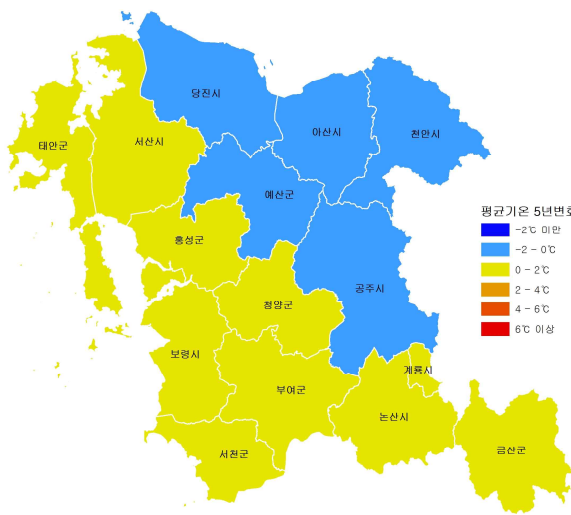 당진시
아산시
천안시
태안군
서산시
예산군
평균기온 5년변호
-2℃ 미만
-2 - 0℃
0 - 2℃
2 - 4℃
4 - 6℃
6℃ 이상
홍성군
공주시
청양군
보령시
계룡시
부여군
논산시
서천군
금산군